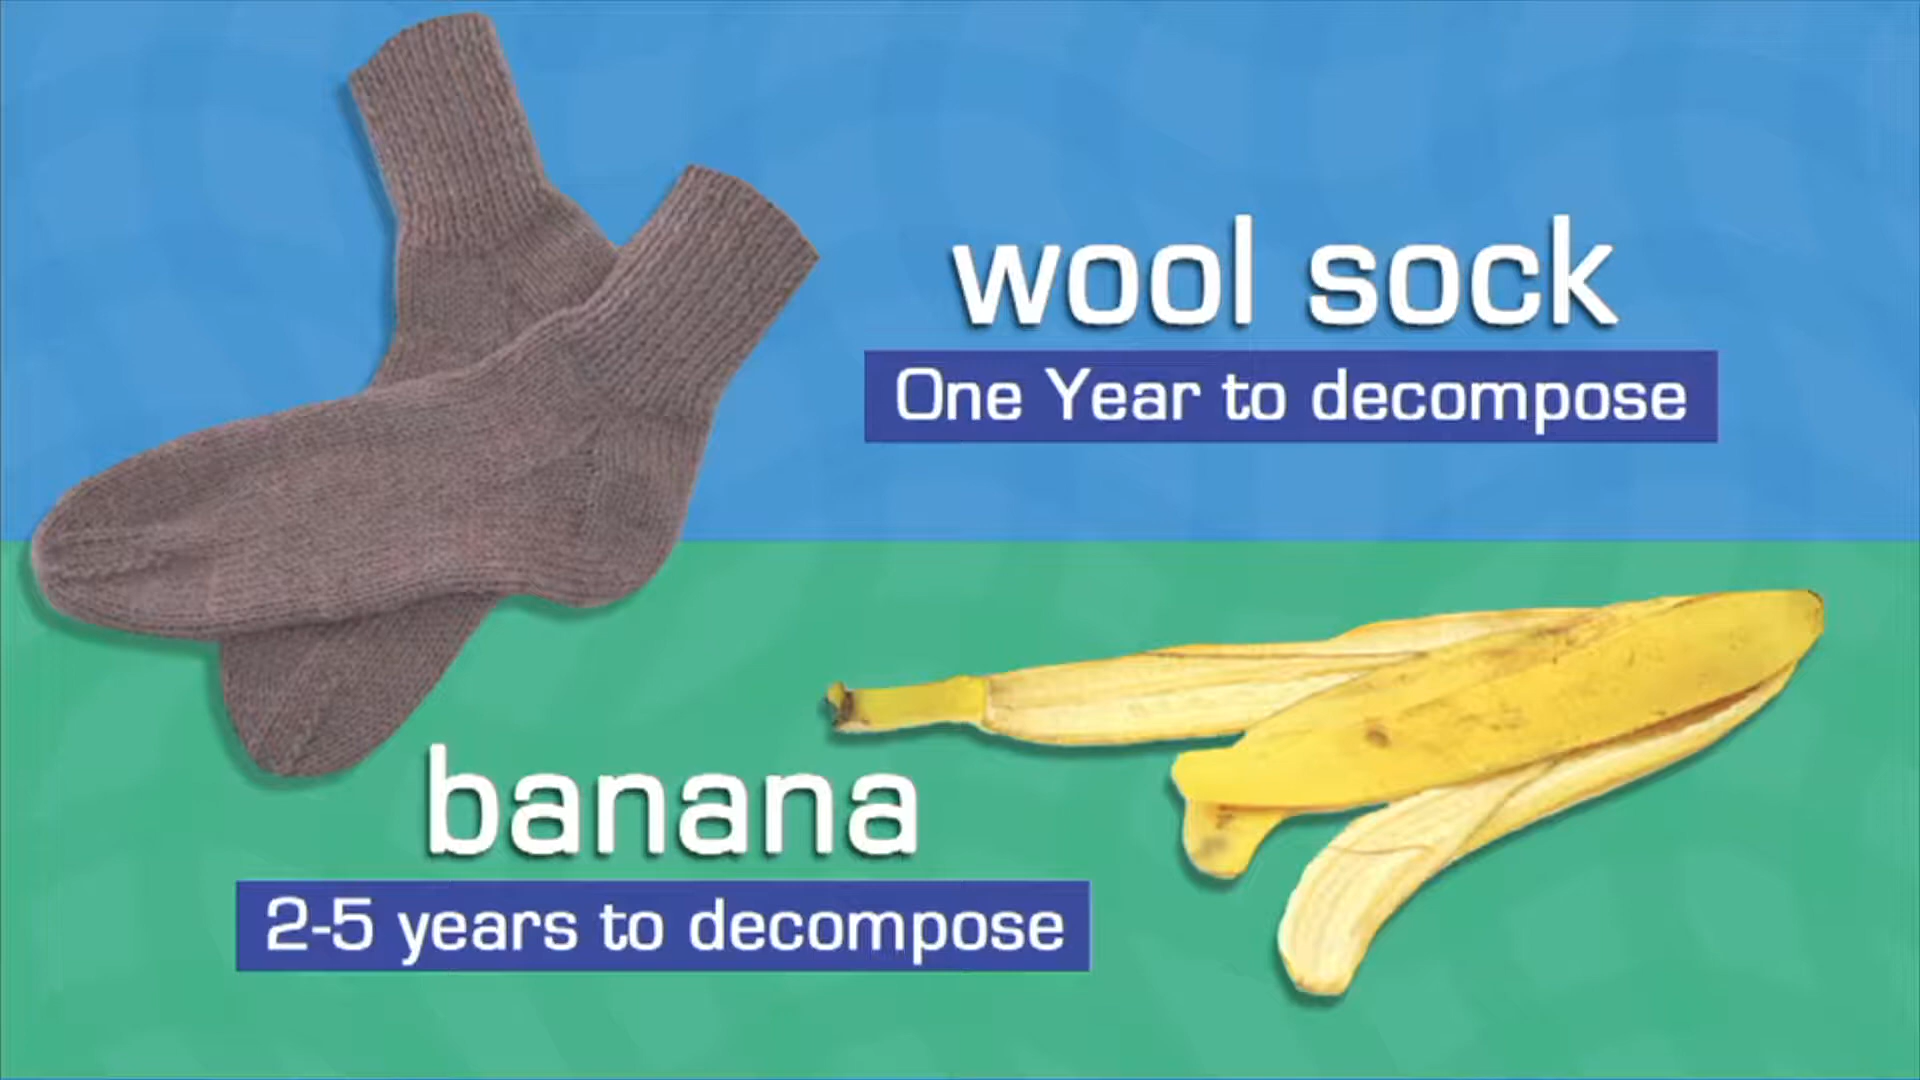 wool sock
One Year to decompose
banana
2-5 years to decompose